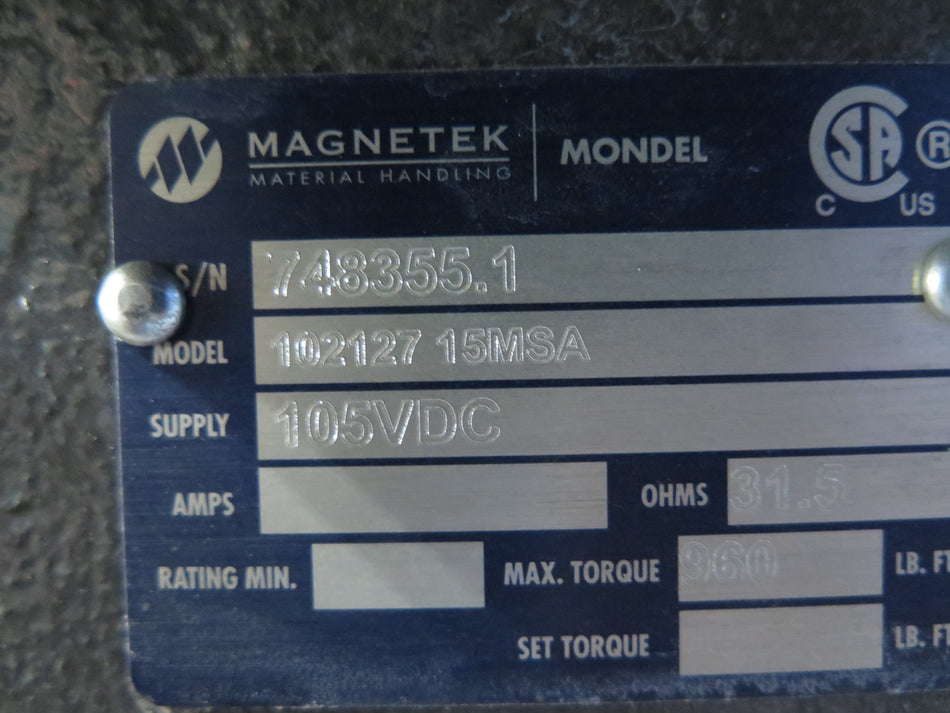 MAGNETEK
MATERIAL HANDLING
MONDEL
CSA ®
C US
S/N 748355.1
MODEL 102127 15MSA
SUPPLY 105VDC
AMPS OHMS 31.5
RATING MIN. MAX. TORQUE 960 LB. FT
SET TORQUE LB. FT